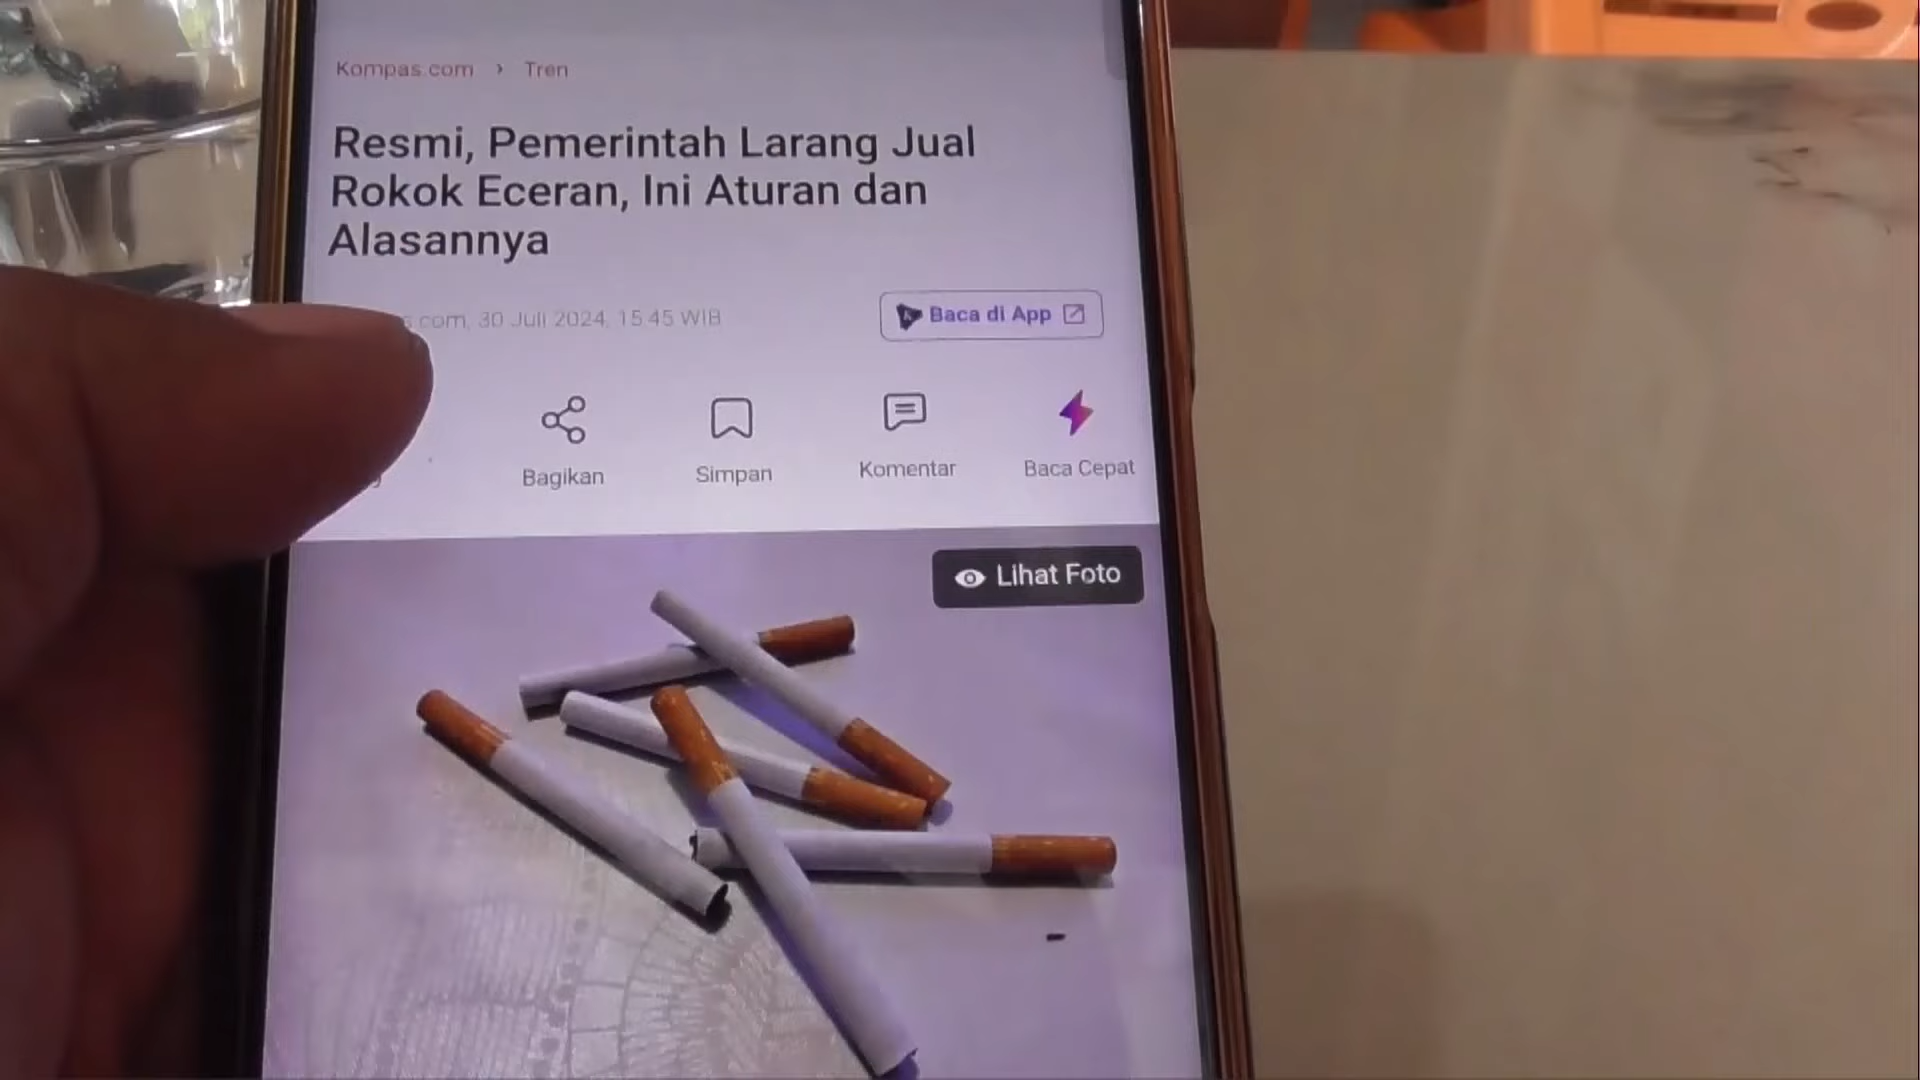 Kompas.com › Tren
Resmi, Pemerintah Larang Jual
Rokok Eceran, Ini Aturan dan
Alasannya
s.com, 30 Juli 2024, 15:45 WIB
Baca di App
Bagikan
Simpan
Komentar
Baca Cepat
Lihat Foto